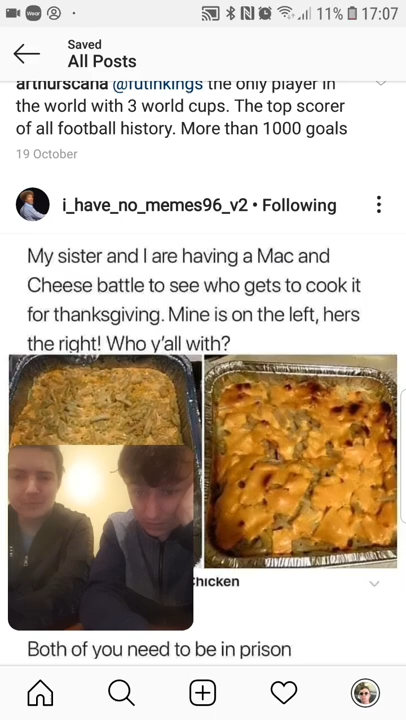 Wear
11% 17:07
Saved
All Posts
arthurscana @futinkings the only player in
the world with 3 world cups. The top scorer
of all football history. More than 1000 goals
19 October
i_have_no_memes96_v2 • Following
My sister and I are having a Mac and
Cheese battle to see who gets to cook it
for thanksgiving. Mine is on the left, hers
the right! Who y'all with?
Chicken
Both of you need to be in prison